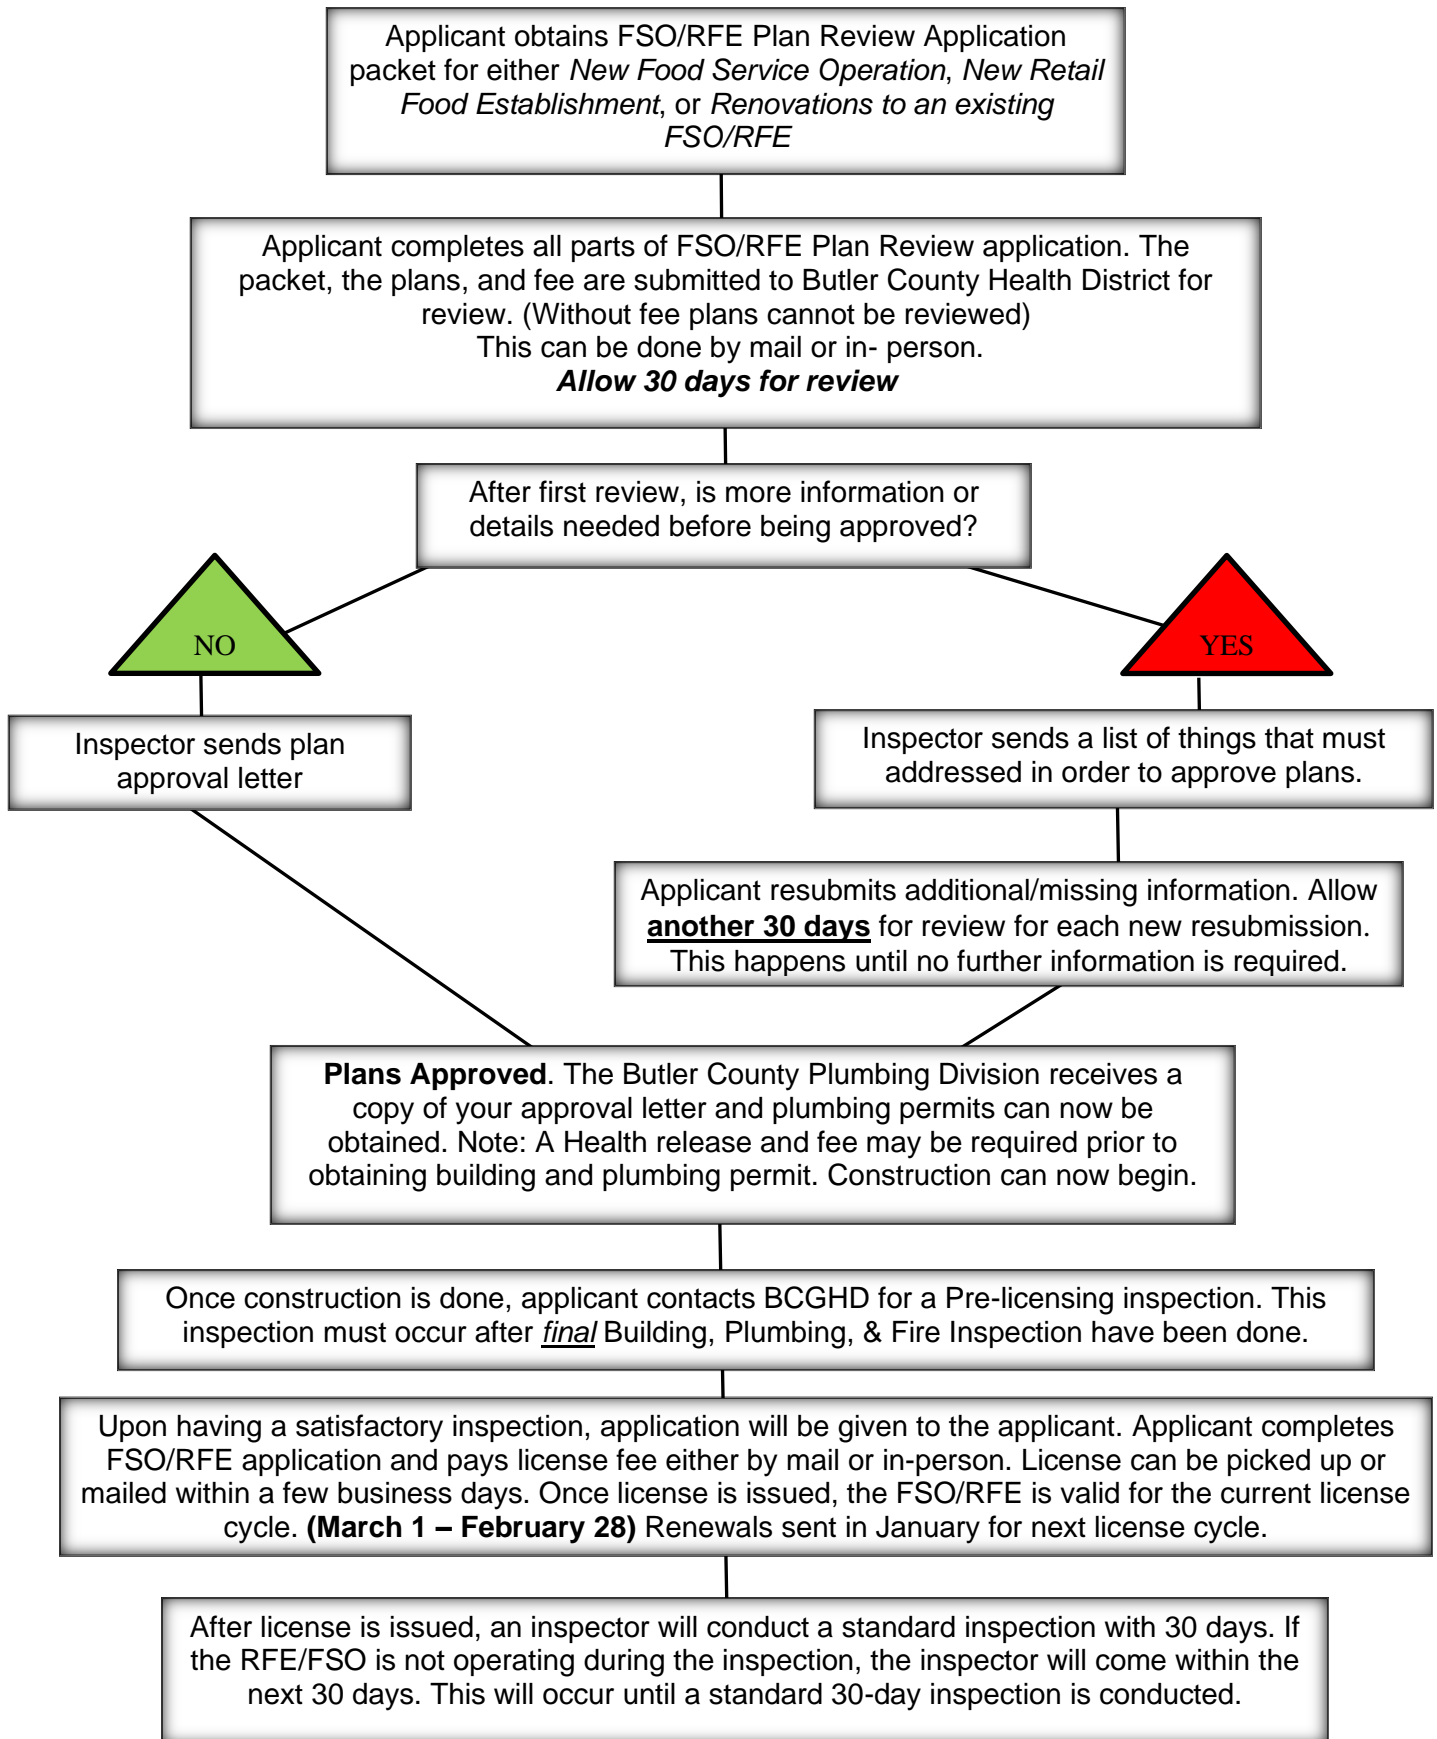 Applicant obtains FSO/RFE Plan Review Application
packet for either New Food Service Operation, New Retail
Food Establishment, or Renovations to an existing
FSO/RFE
Applicant completes all parts of FSO/RFE Plan Review application. The
packet, the plans, and fee are submitted to Butler County Health District for
review. (Without fee plans cannot be reviewed)
This can be done by mail or in- person.
Allow 30 days for review
After first review, is more information or
details needed before being approved?
NO
YES
Inspector sends plan
approval letter
Inspector sends a list of things that must
addressed in order to approve plans.
Applicant resubmits additional/missing information. Allow
another 30 days for review for each new resubmission.
This happens until no further information is required.
Plans Approved. The Butler County Plumbing Division receives a
copy of your approval letter and plumbing permits can now be
obtained. Note: A Health release and fee may be required prior to
obtaining building and plumbing permit. Construction can now begin.
Once construction is done, applicant contacts BCGHD for a Pre-licensing inspection. This
inspection must occur after final Building, Plumbing, & Fire Inspection have been done.
Upon having a satisfactory inspection, application will be given to the applicant. Applicant completes
FSO/RFE application and pays license fee either by mail or in-person. License can be picked up or
mailed within a few business days. Once license is issued, the FSO/RFE is valid for the current license
cycle. (March 1 – February 28) Renewals sent in January for next license cycle.
After license is issued, an inspector will conduct a standard inspection with 30 days. If
the RFE/FSO is not operating during the inspection, the inspector will come within the
next 30 days. This will occur until a standard 30-day inspection is conducted.